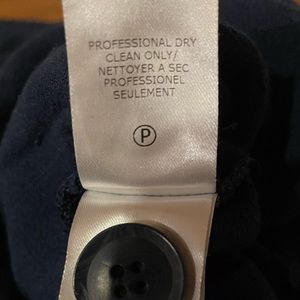 PROFESSIONAL DRY
CLEAN ONLY/
NETTOYER A SEC
PROFESSIONEL
SEULEMENT
P